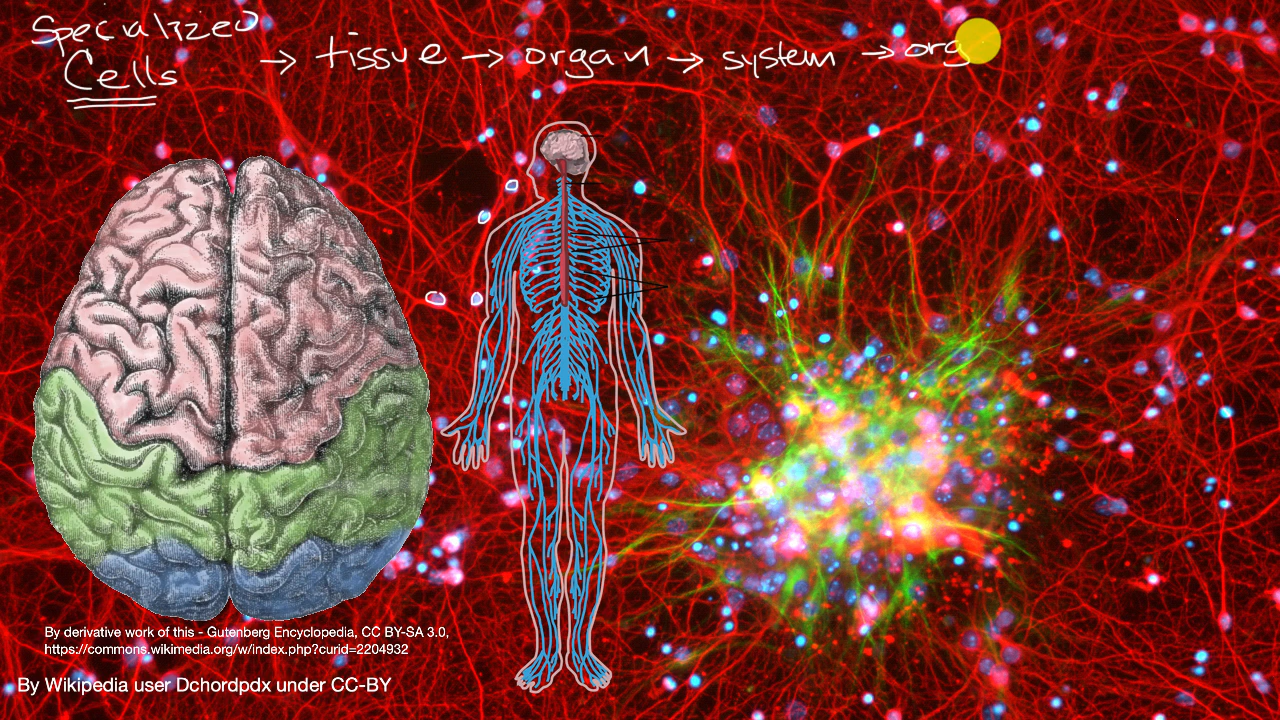 Specialized
Cells → tissue → organ → system → org
By derivative work of this - Gutenberg Encyclopedia, CC BY-SA 3.0,
https://commons.wikimedia.org/w/index.php?curid=2204932
By Wikipedia user Dchordpdx under CC-BY